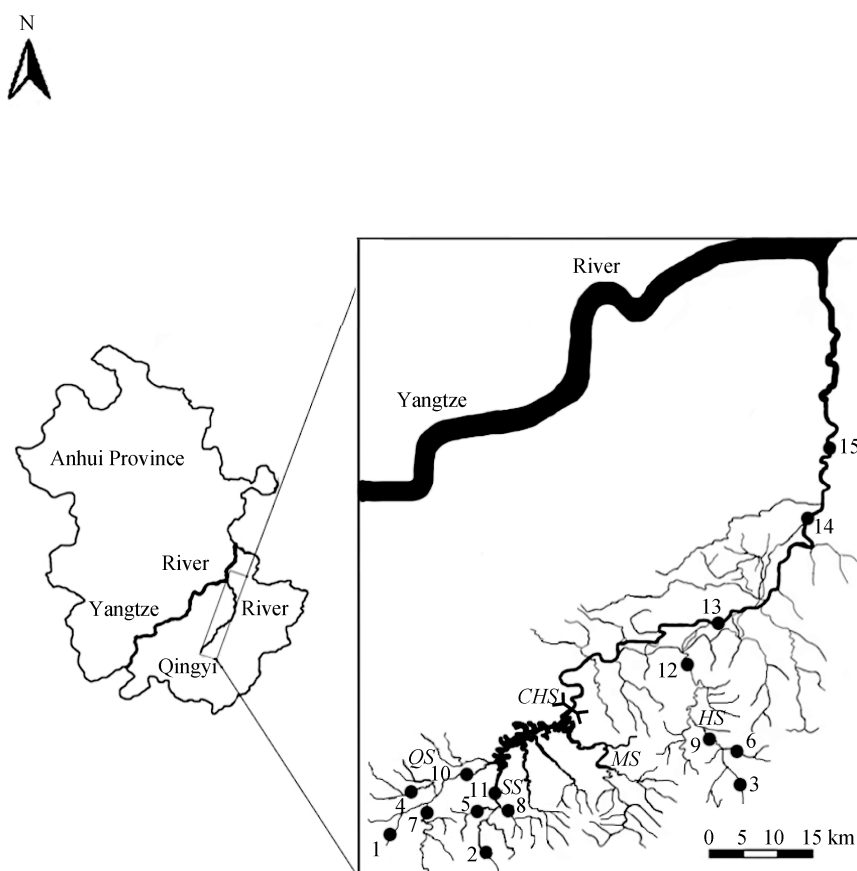 N
River
Yangtze
Anhui Province
River
Yangtze
River
Qingyi
15
14
13
12
CHS
HS
9
6
MS
QS
10
3
4
11
SS
5
8
7
1
2
0 5 10 15 km